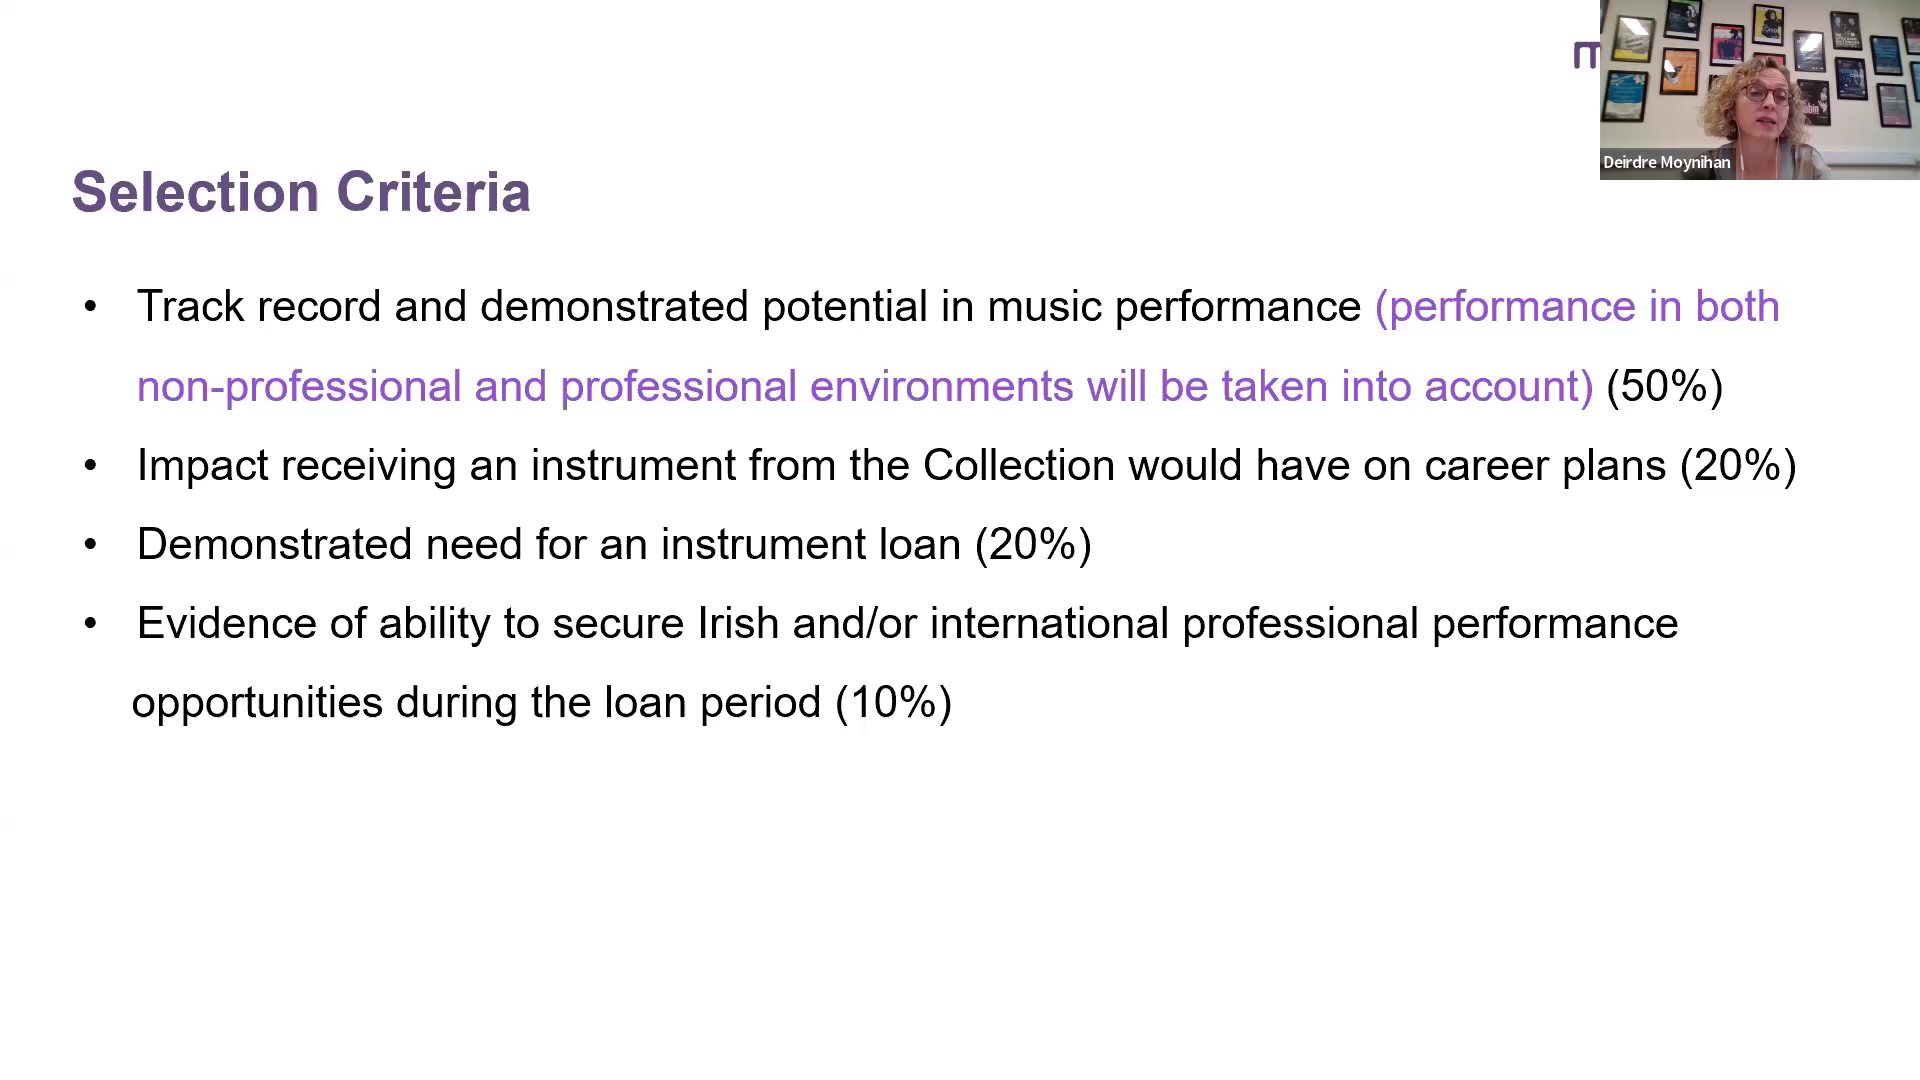 Deirdre Moynihan
Selection Criteria
• Track record and demonstrated potential in music performance (performance in both
non-professional and professional environments will be taken into account) (50%)
• Impact receiving an instrument from the Collection would have on career plans (20%)
• Demonstrated need for an instrument loan (20%)
• Evidence of ability to secure Irish and/or international professional performance
opportunities during the loan period (10%)